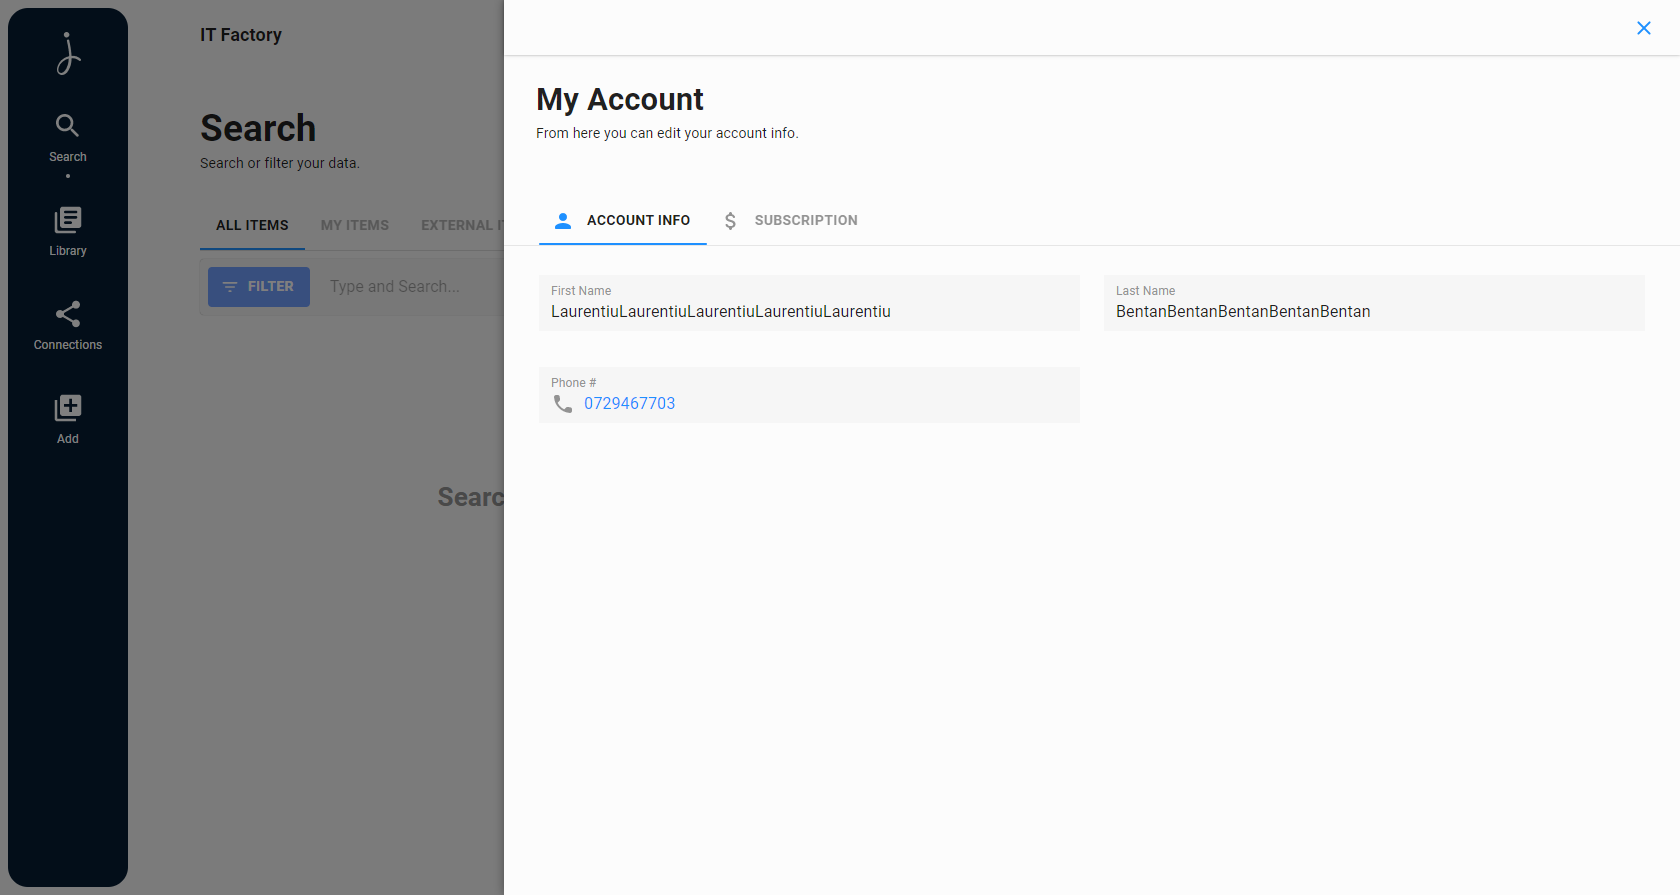 Search
Library
Connections
Add
IT Factory
Search
Search or filter your data.
ALL ITEMS MY ITEMS EXTERNAL
FILTER Type and Search...
Searc
My Account
From here you can edit your account info.
ACCOUNT INFO SUBSCRIPTION
First Name
LaurentiuLaurentiuLaurentiuLaurentiuLaurentiu
Last Name
BentanBentanBentanBentanBentan
Phone #
0729467703